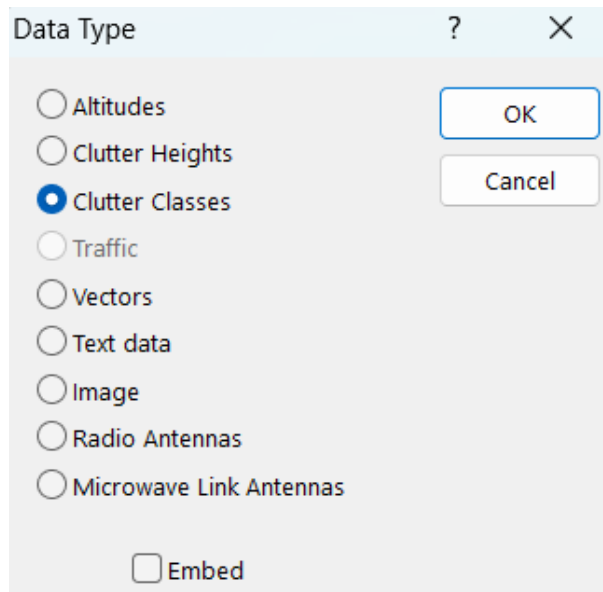 Data Type ?
Altitudes
OK
Clutter Heights
Cancel
Clutter Classes
Traffic
Vectors
Text data
Image
Radio Antennas
Microwave Link Antennas
Embed